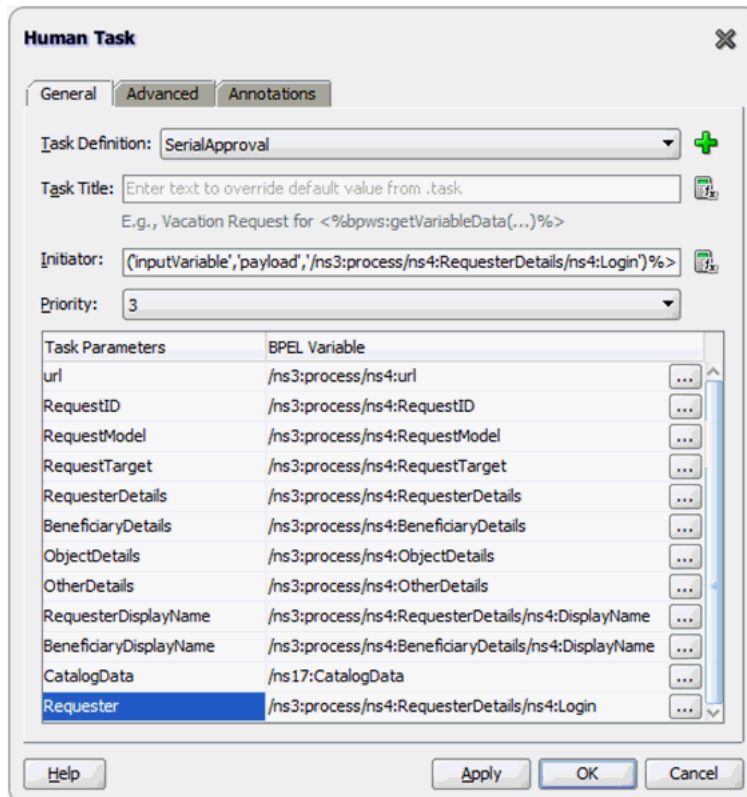 Human Task
General Advanced Annotations
Task Definition: SerialApproval
Task Title: Enter text to override default value from .task
E.g., Vacation Request for <%bpws:getVariableData(...)%>
Initiator: ('inputVariable','payload','/ns3:process/ns4:RequesterDetails/ns4:Login')%>
Priority: 3
Task Parameters BPEL Variable
url /ns3:process/ns4:url ...
RequestID /ns3:process/ns4:RequestID ...
RequestModel /ns3:process/ns4:RequestModel ...
RequestTarget /ns3:process/ns4:RequestTarget ...
RequesterDetails /ns3:process/ns4:RequesterDetails ...
BeneficiaryDetails /ns3:process/ns4:BeneficiaryDetails ...
ObjectDetails /ns3:process/ns4:ObjectDetails ...
OtherDetails /ns3:process/ns4:OtherDetails ...
RequesterDisplayName /ns3:process/ns4:RequesterDetails/ns4:DisplayName ...
BeneficiaryDisplayName /ns3:process/ns4:BeneficiaryDetails/ns4:DisplayName ...
CatalogData /ns17:CatalogData ...
Requester /ns3:process/ns4:RequesterDetails/ns4:Login ...
Help Apply OK Cancel